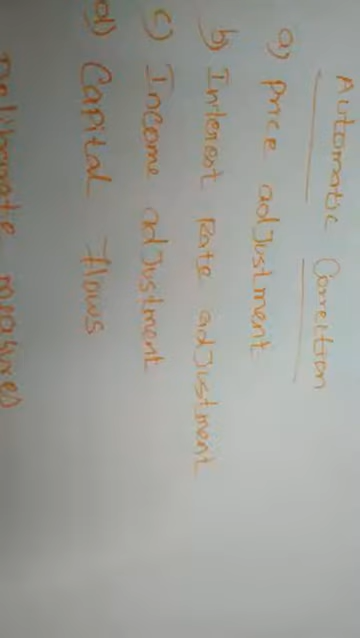 Automatic Correction
a) Price adjustment
b) Interest Rate adjustment
c) Income adjustment
d) Capital flows
Deliberate measures